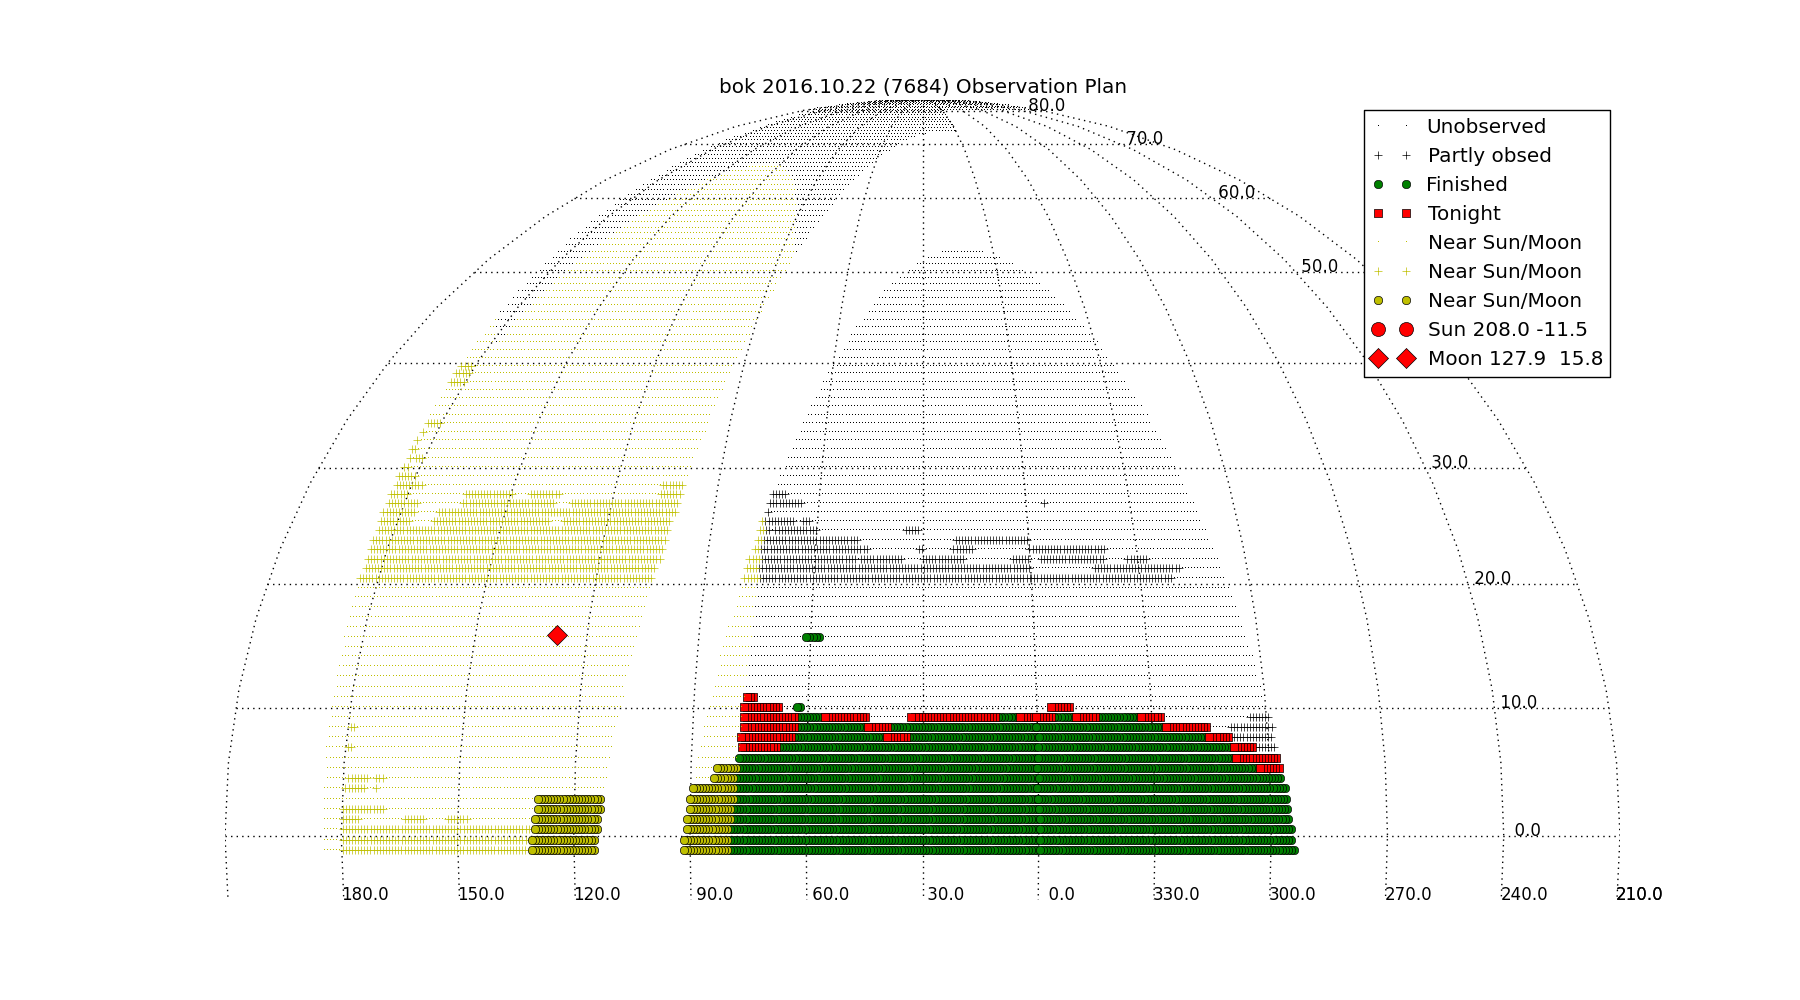 bok 2016.10.22 (7684) Observation Plan
80.0
70.0
60.0
50.0
30.0
20.0
10.0
0.0
Unobserved
Partly obsed
Finished
Tonight
Near Sun/Moon
Near Sun/Moon
Near Sun/Moon
Sun 208.0 -11.5
Moon 127.9 15.8
180.0 150.0 120.0 90.0 60.0 30.0 0.0 330.0 300.0 270.0 240.0 210.0